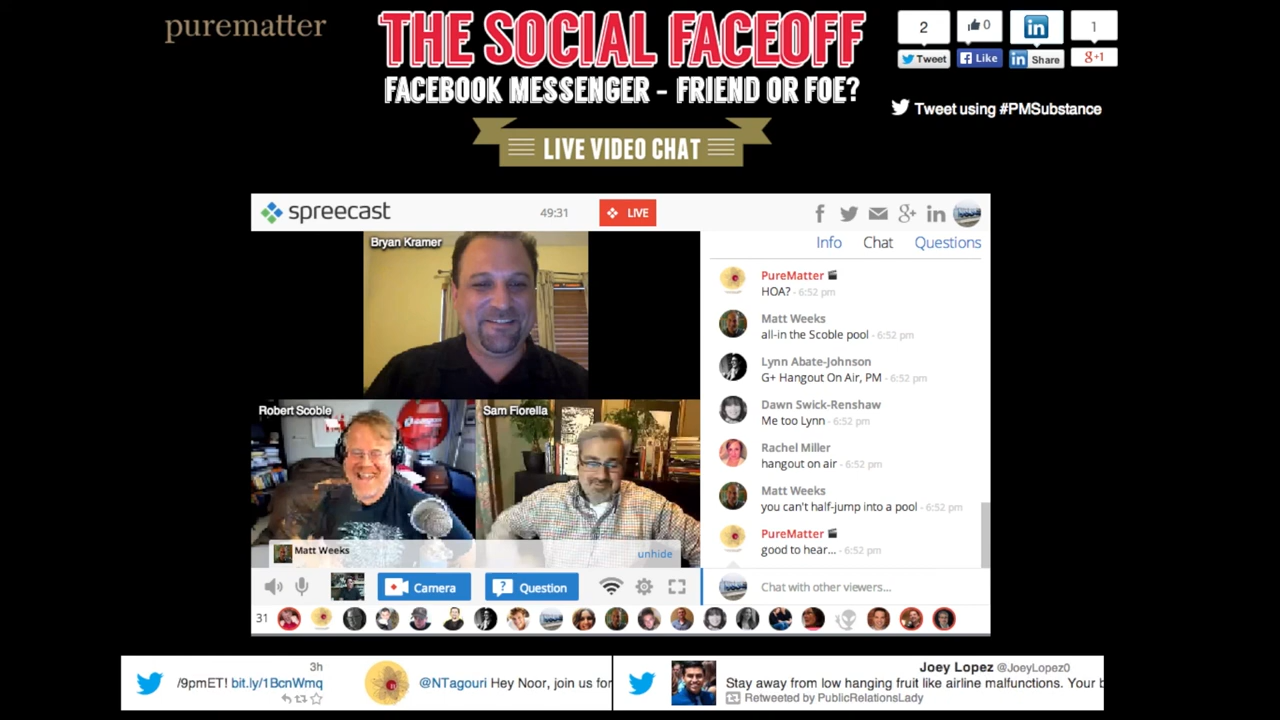 purematter
THE SOCIAL FACEOFF
FACEBOOK MESSENGER - FRIEND OR FOE?
LIVE VIDEO CHAT
2
0
1
Tweet
Like
Share
+1
Tweet using #PMSubstance
spreecast
49:31
LIVE
Info Chat Questions
Bryan Kramer
Robert Scoble
Sam Fiorella
Matt Weeks
unhide
PureMatter
HOA? - 6:52 pm
Matt Weeks
all-in the Scoble pool - 6:52 pm
Lynn Abate-Johnson
G+ Hangout On Air, PM - 6:52 pm
Dawn Swick-Renshaw
Me too Lynn - 6:52 pm
Rachel Miller
hangout on air - 6:52 pm
Matt Weeks
you can't half-jump into a pool - 6:52 pm
PureMatter
good to hear... - 6:52 pm
Camera
Question
Chat with other viewers...
31
3h
/9pmET! bit.ly/1BcnWmq
@NTagouri Hey Noor, join us for
Joey Lopez @JoeyLopez0
Stay away from low hanging fruit like airline malfunctions. Your b
Retweeted by PublicRelationsLady